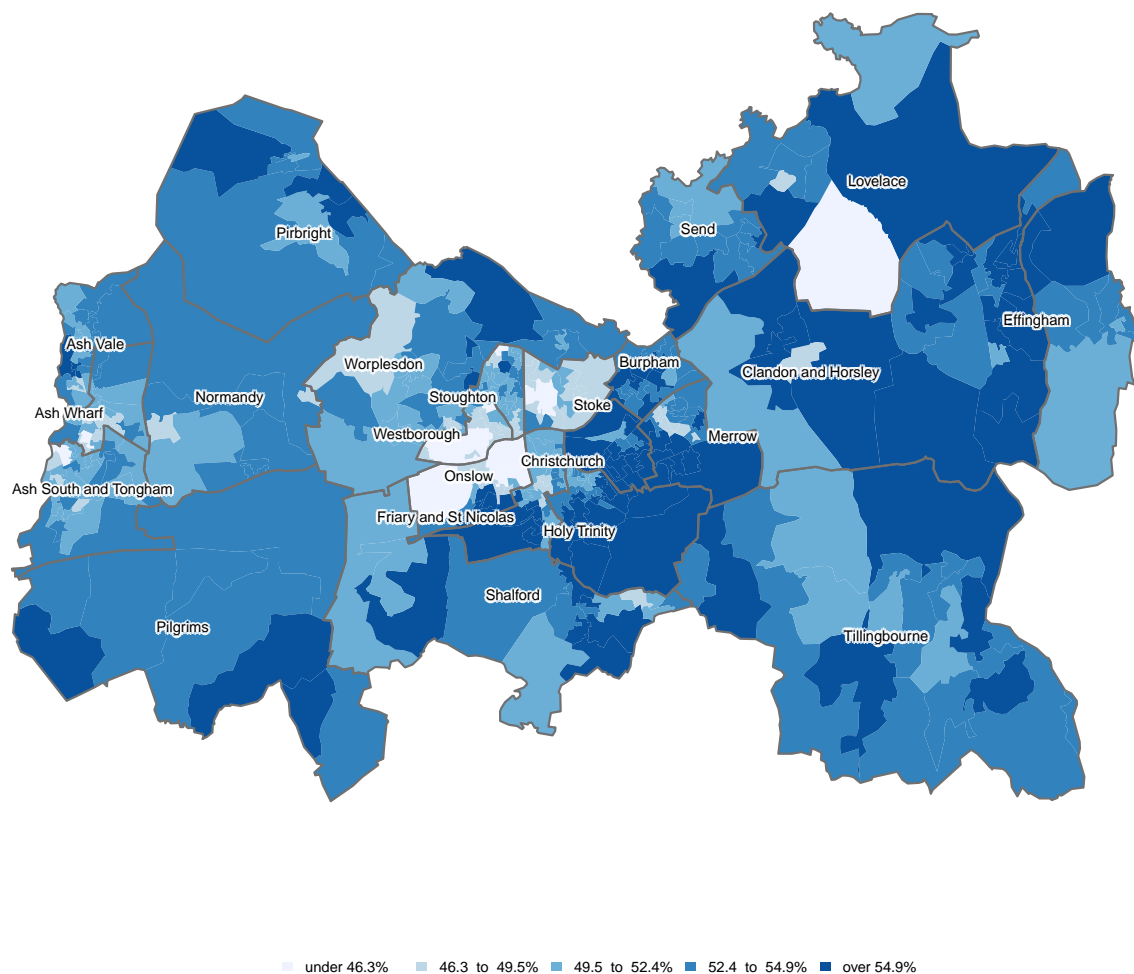 Lovelace
Send
Pirbright
Effingham
Ash Vale
Burpham
Worplesdon
Clandon and Horsley
Normandy
Stoughton
Stoke
Ash Wharf
Westborough
Merrow
Christchurch
Onslow
Ash South and Tongham
Friary and St Nicolas
Holy Trinity
Shalford
Pilgrims
Tillingbourne
under 46.3% 46.3 to 49.5% 49.5 to 52.4% 52.4 to 54.9% over 54.9%